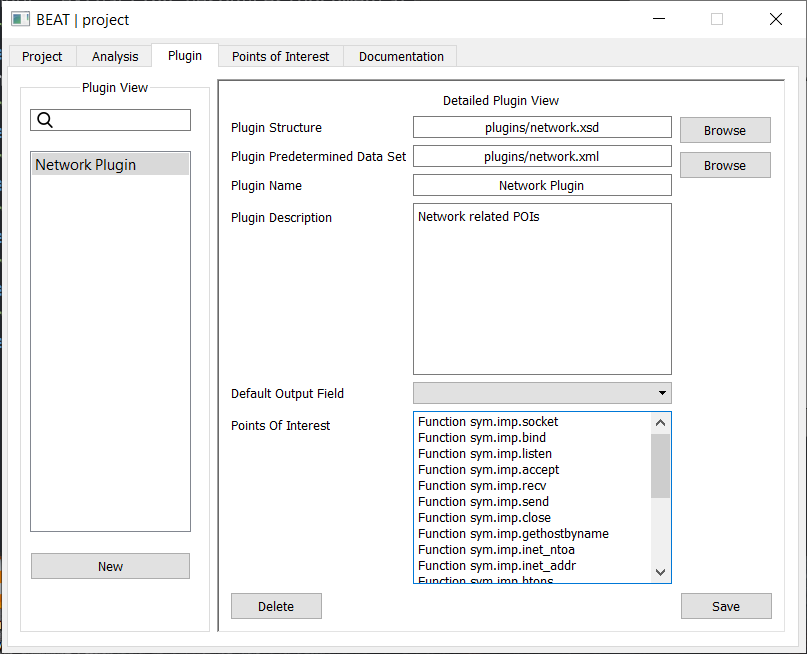 BEAT | project
Project Analysis Plugin Points of Interest Documentation
Plugin View
Network Plugin
New
Detailed Plugin View
Plugin Structure plugins/network.xsd Browse
Plugin Predetermined Data Set plugins/network.xml Browse
Plugin Name Network Plugin
Plugin Description Network related POIs
Default Output Field
Points Of Interest
Function sym.imp.socket
Function sym.imp.bind
Function sym.imp.listen
Function sym.imp.accept
Function sym.imp.recv
Function sym.imp.send
Function sym.imp.close
Function sym.imp.gethostbyname
Function sym.imp.inet_ntoa
Function sym.imp.inet_addr
Function sym.imp.htons
Delete Save